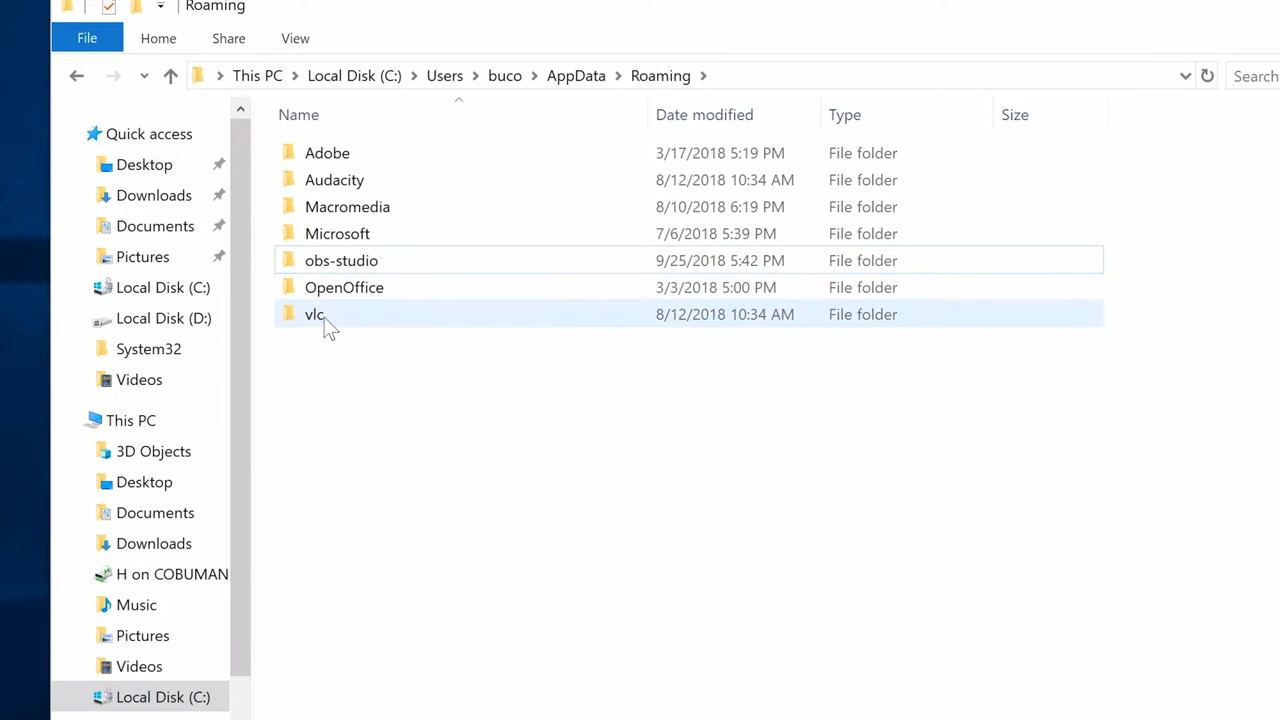 Roaming
File Home Share View
This PC Local Disk (C:) Users buco AppData Roaming Search
Name Date modified Type Size
Quick access
Desktop
Downloads
Documents
Pictures
Local Disk (C:)
Local Disk (D:)
System32
Videos
This PC
3D Objects
Desktop
Documents
Downloads
H on COBUMAN
Music
Pictures
Videos
Local Disk (C:)
Adobe 3/17/2018 5:19 PM File folder
Audacity 8/12/2018 10:34 AM File folder
Macromedia 8/10/2018 6:19 PM File folder
Microsoft 7/6/2018 5:39 PM File folder
obs-studio 9/25/2018 5:42 PM File folder
OpenOffice 3/3/2018 5:00 PM File folder
vlc 8/12/2018 10:34 AM File folder